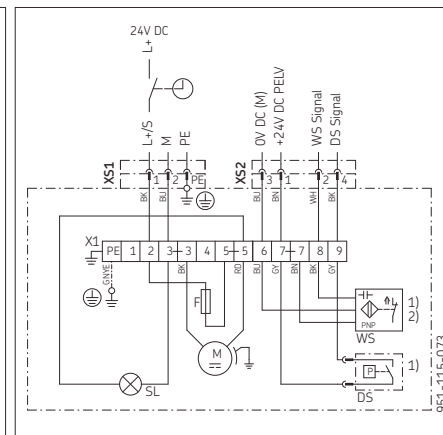 24V DC
L+
L+/S
M
PE
0V DC (M)
+24V DC PELV
WS Signal
DS Signal
XS1
1
2
PE
XS2
3
1
2
4
BK
BU
BU
BN
WH
BK
X1
PE
1
2
3
3
4
5
5
6
7
7
8
9
GNYE
BK
RD
BU
GY
BN
BK
GY
F
1)
2)
PNP
WS
M
SL
P
1)
DS
951-115-073